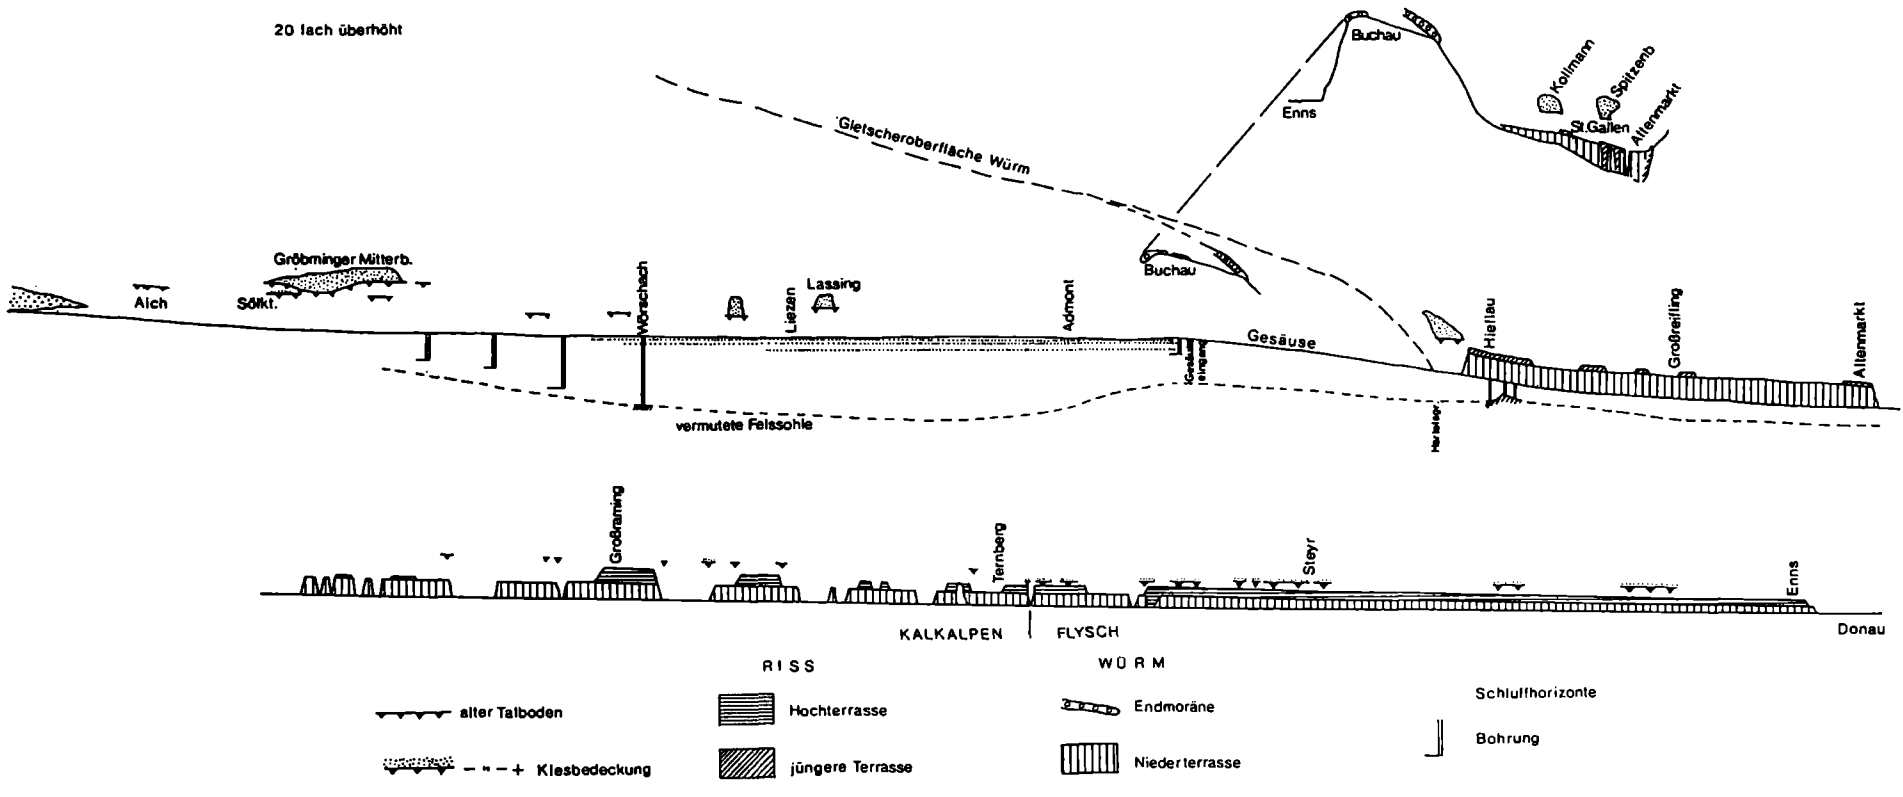 20 fach überhöht
Buchau
Enns
Kollmann
Spitzenb
St.Gallen
Altenmarkt
Gletscheroberfläche Würm
Gröbminger Mitterb.
Aich
Sölkt.
Wörschach
Liezen
Lassing
Admont
Buchau
Gesäuse
eingang
Gesäuse
Hieflau
Großreifling
Altenmarkt
vermutete Felssohle
Großraming
Ternberg
Steyr
Enns
KALKALPEN
FLYSCH
Donau
RISS
WÜRM
alter Talboden
Hochterrasse
Endmoräne
Schluffhorizonte
Kiesbedeckung
jüngere Terrasse
Niederterrasse
Bohrung